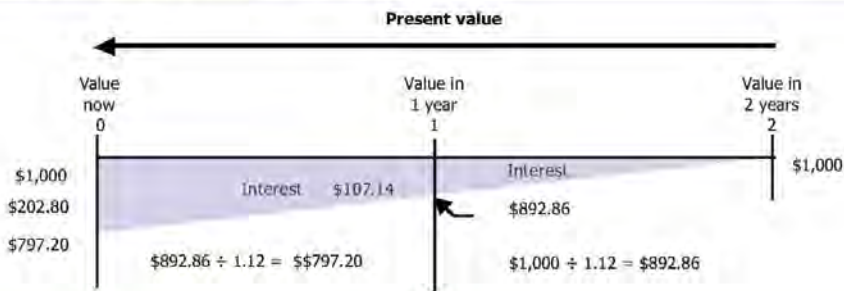 Present value
Value now 0
Value in 1 year 1
Value in 2 years 2
$1,000
$202.80
$797.20
Interest $107.14
Interest
$892.86
$1,000
$892.86 ÷ 1.12 = $$797.20
$1,000 ÷ 1.12 = $892.86